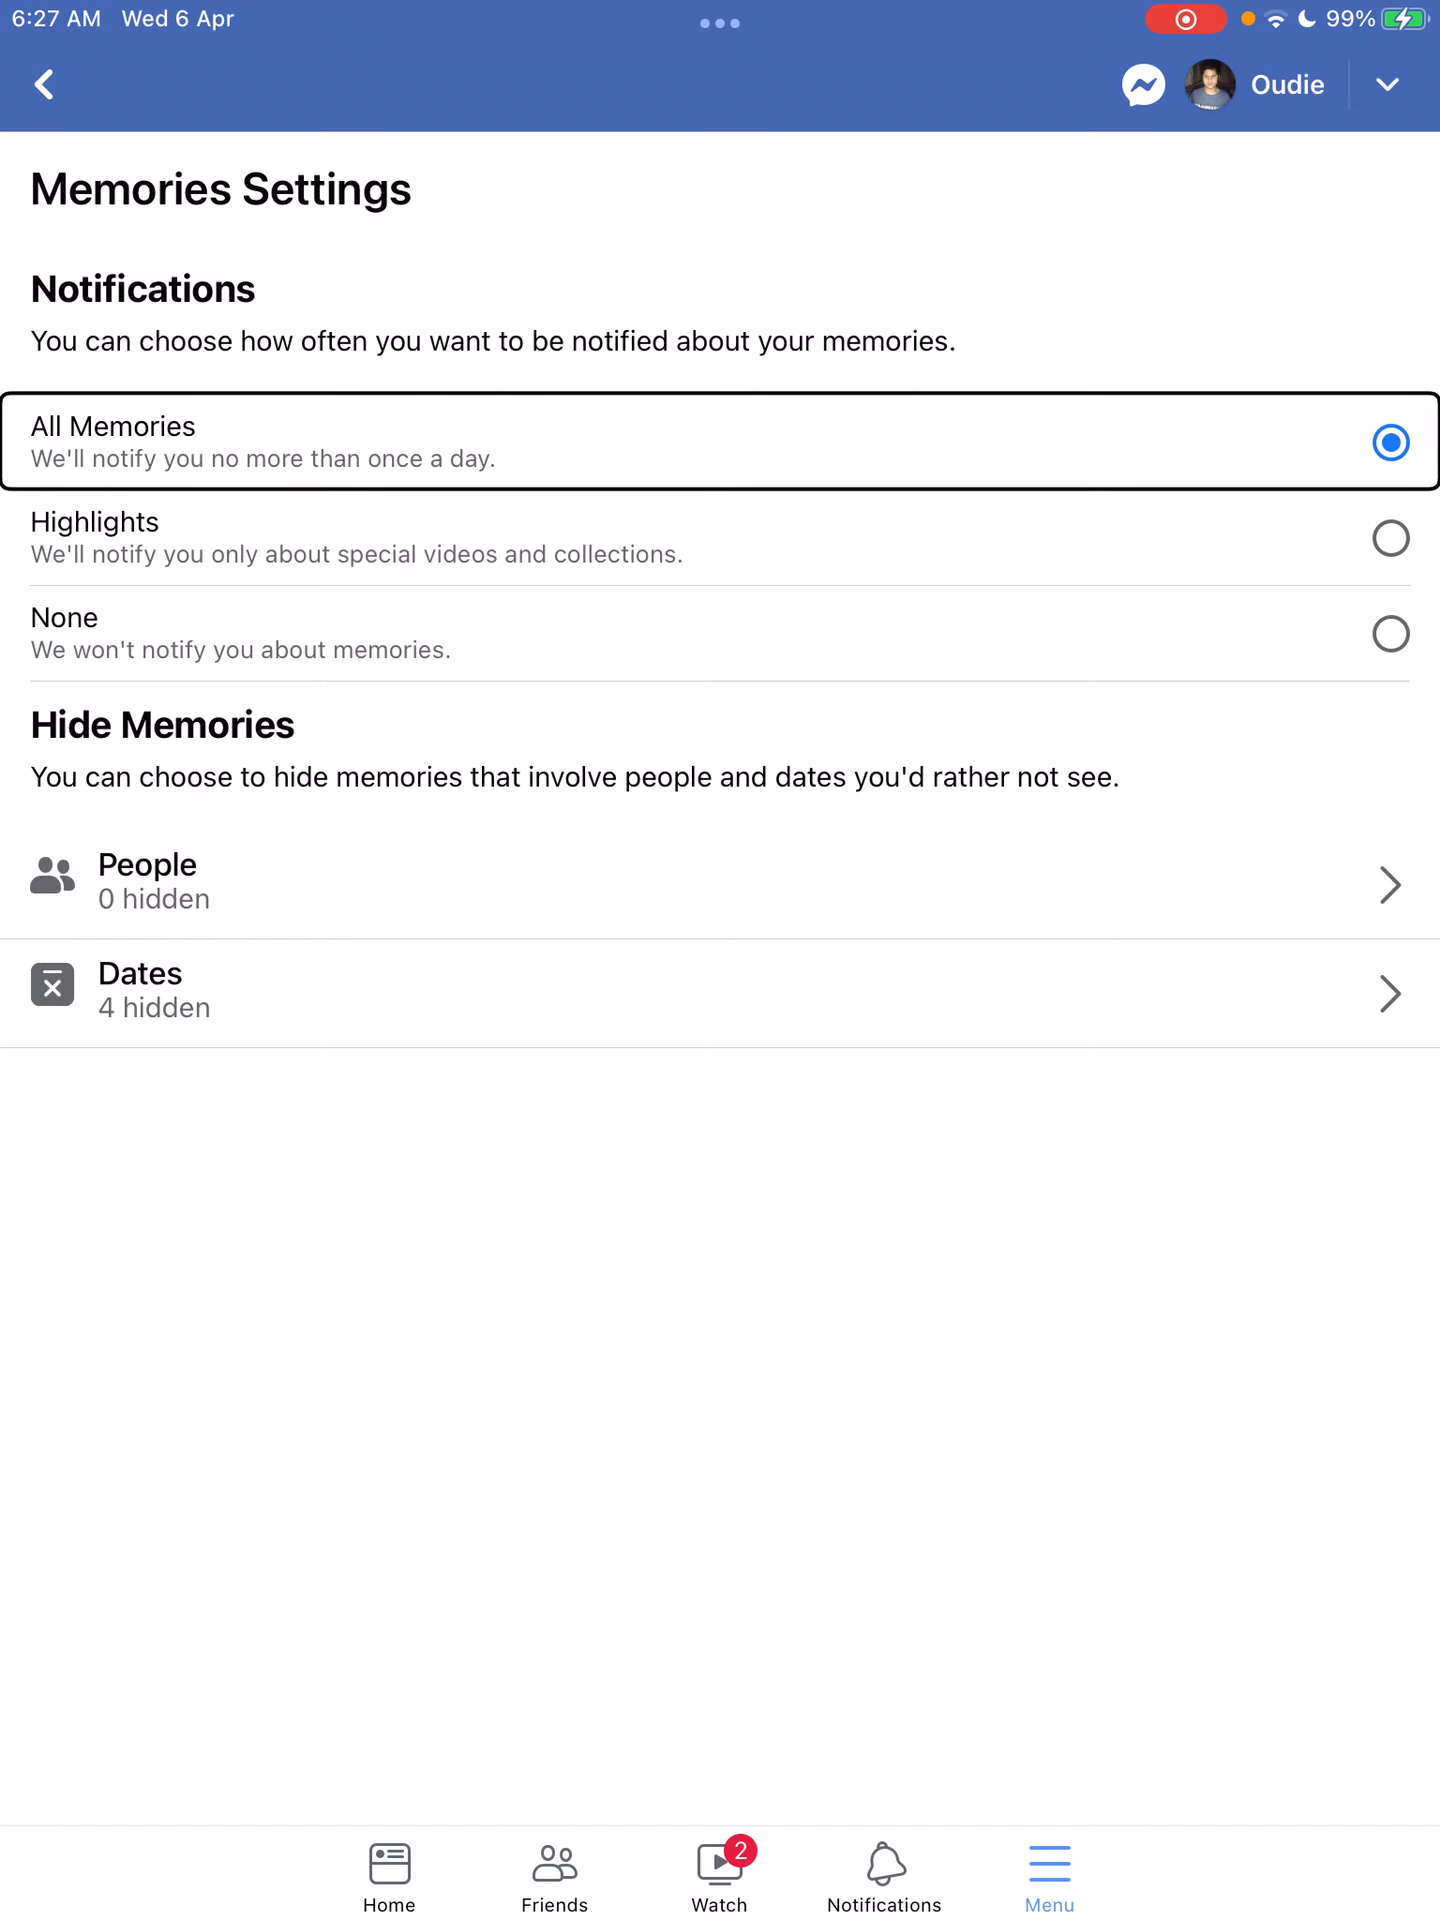 6:27 AM Wed 6 Apr
99%
Oudie
Memories Settings
Notifications
You can choose how often you want to be notified about your memories.
All Memories
We'll notify you no more than once a day.
Highlights
We'll notify you only about special videos and collections.
None
We won't notify you about memories.
Hide Memories
You can choose to hide memories that involve people and dates you'd rather not see.
People
0 hidden
Dates
4 hidden
2
Home Friends Watch Notifications Menu